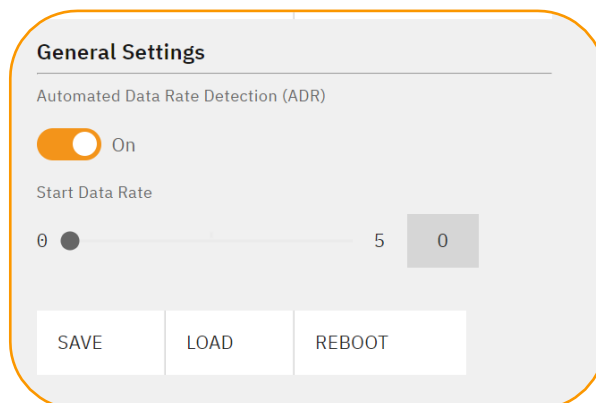 General Settings
Automated Data Rate Detection (ADR)
On
Start Data Rate
0 5 0
SAVE LOAD REBOOT